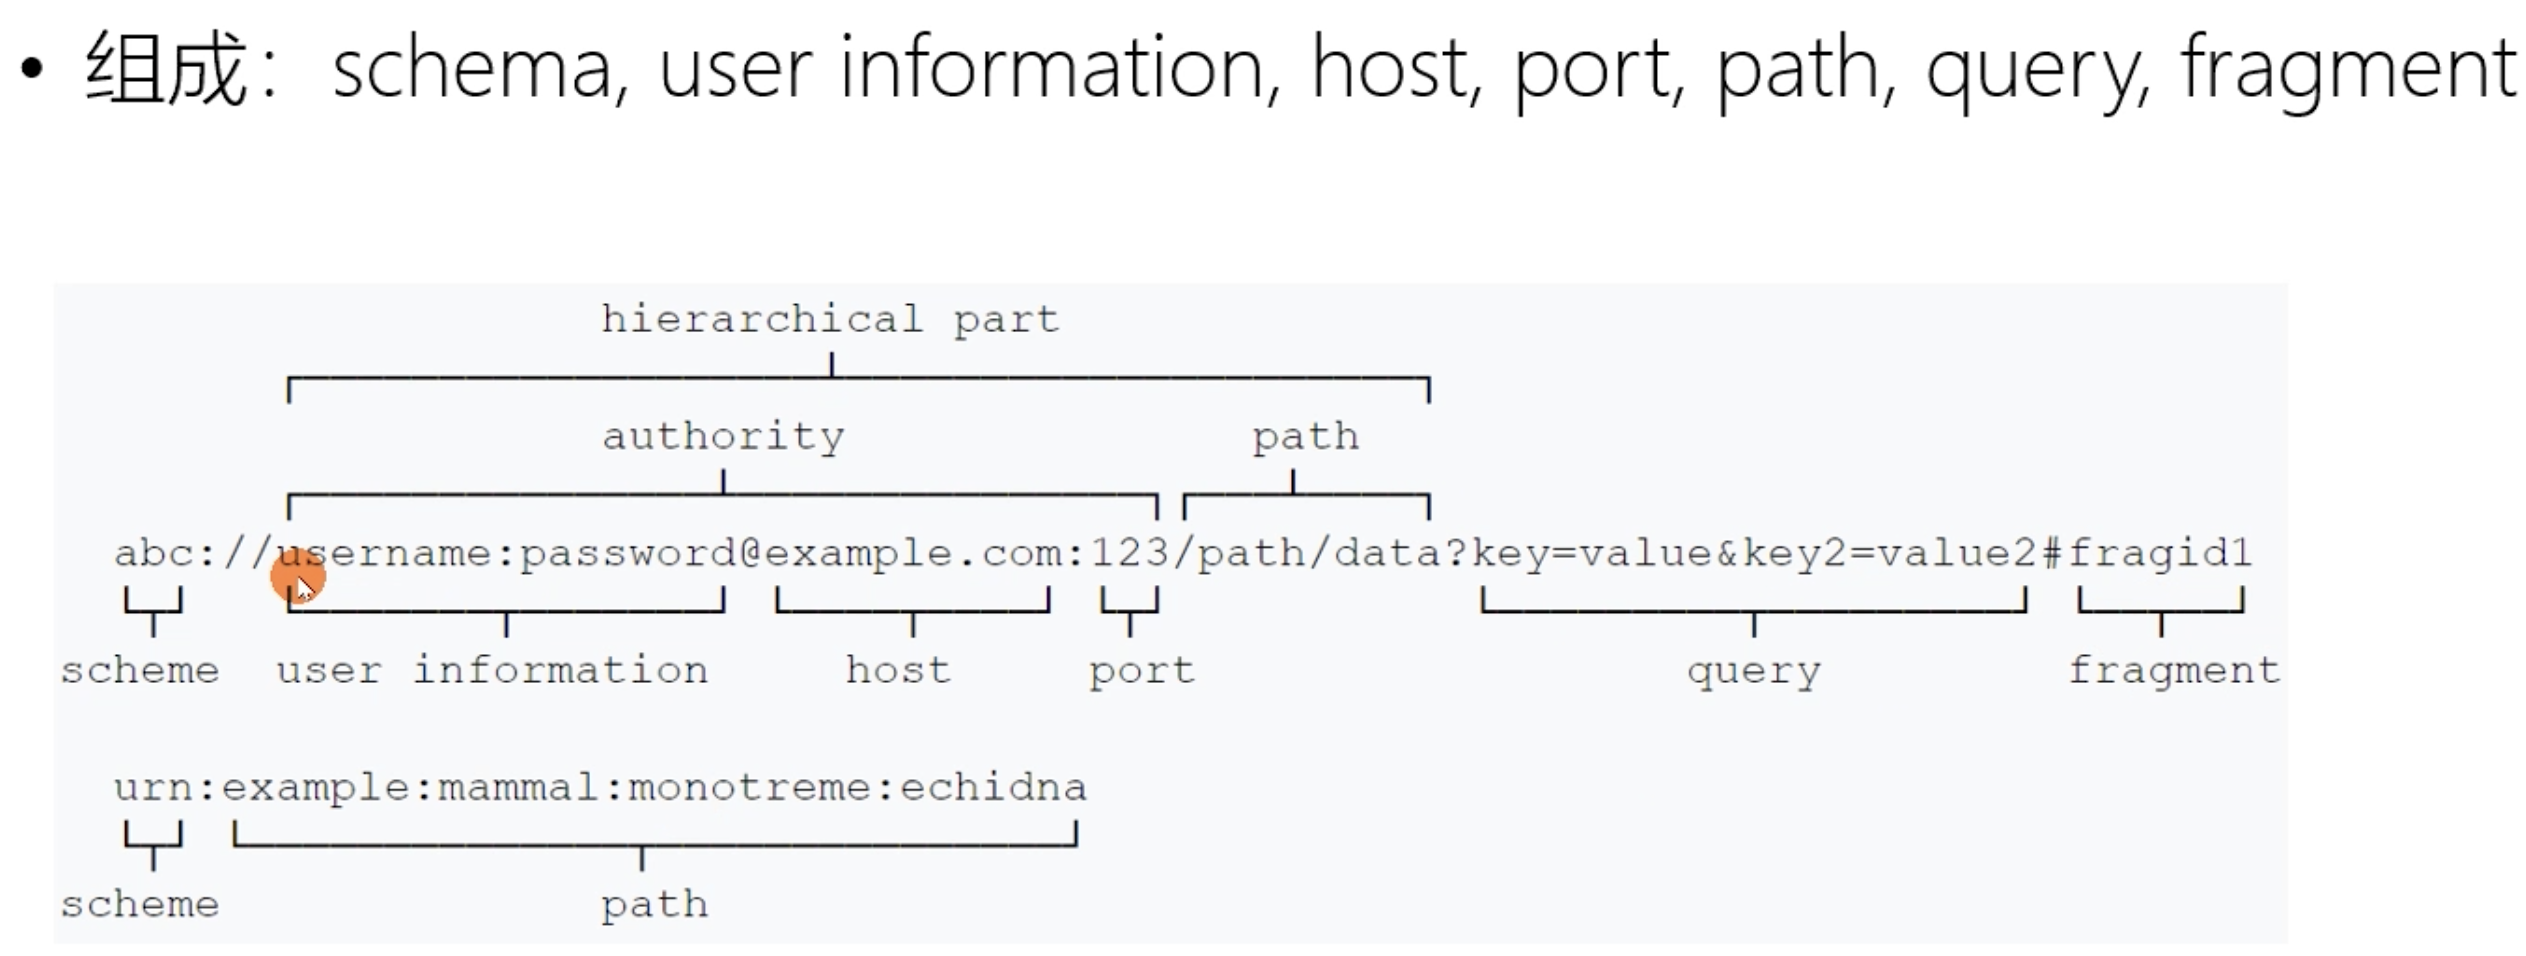 • 组成：schema, user information, host, port, path, query, fragment
hierarchical part
authority path
abc://username:password@example.com:123/path/data?key=value&key2=value2#fragid1
scheme user information host port query fragment
urn:example:mammal:monotreme:echidna
scheme path